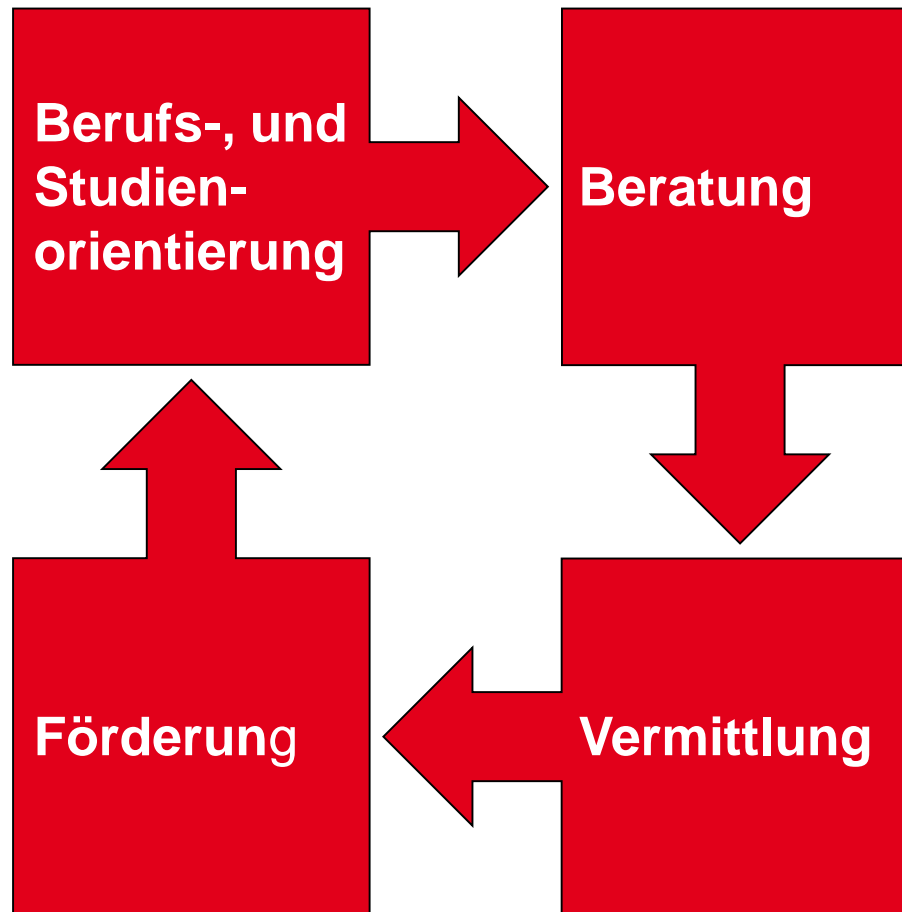 Berufs-, und
Studien-
orientierung
Beratung
Förderung
Vermittlung